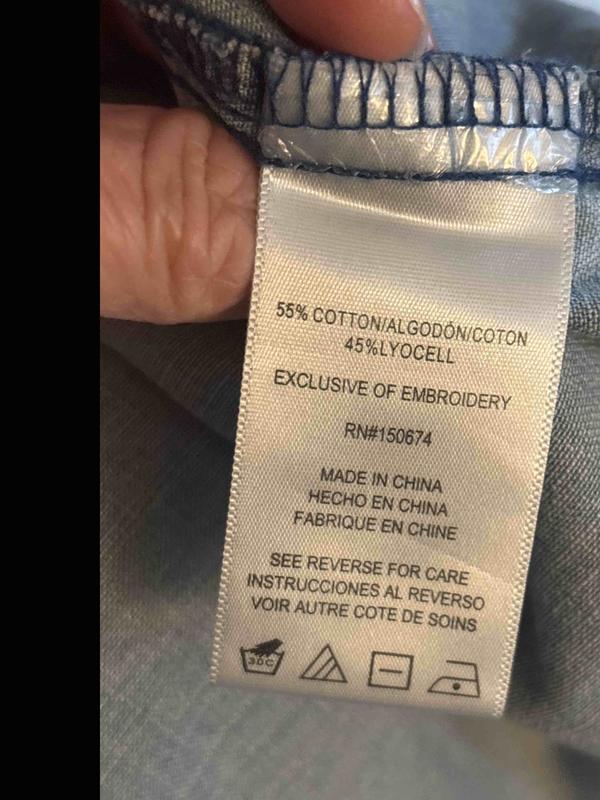 55% COTTON/ALGODÓN/COTON
45%LYOCELL
EXCLUSIVE OF EMBROIDERY
RN#150674
MADE IN CHINA
HECHO EN CHINA
FABRIQUE EN CHINE
SEE REVERSE FOR CARE
INSTRUCCIONES AL REVERSO
VOIR AUTRE COTE DE SOINS
30C